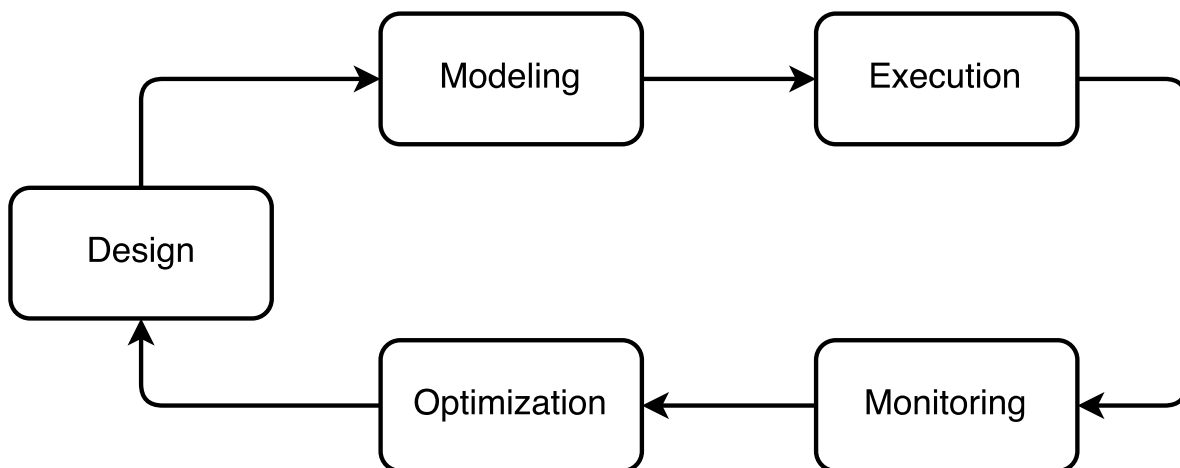 Modeling
Execution
Design
Optimization
Monitoring